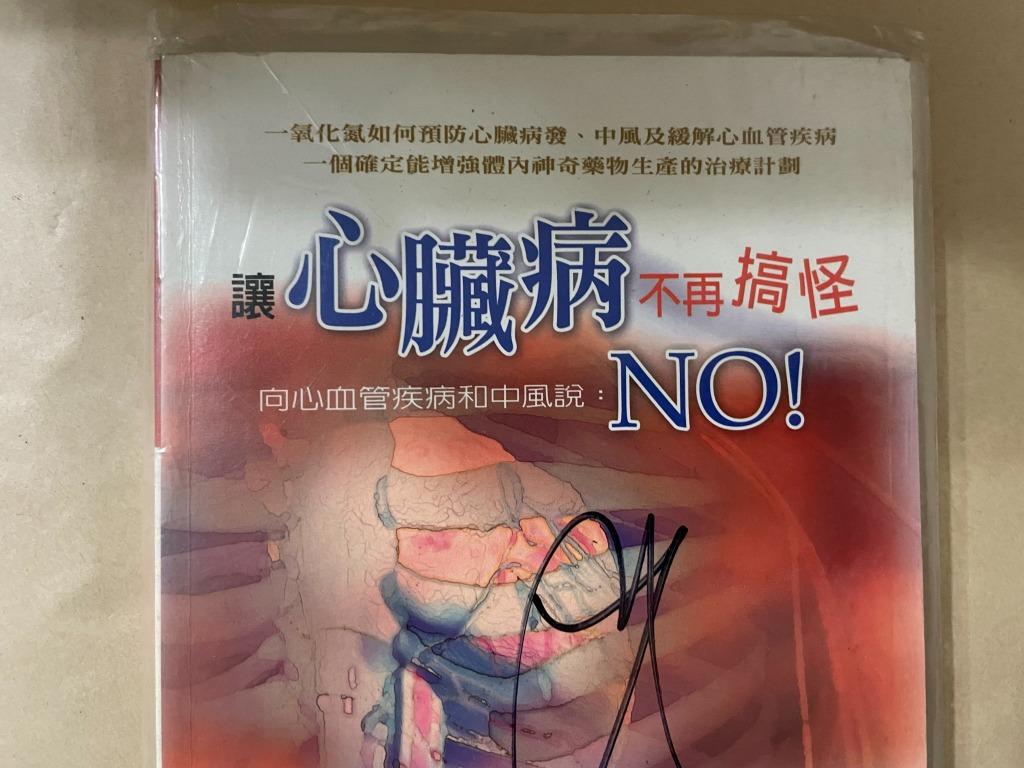 一氧化氮如何預防心臟病發、中風及緩解心血管疾病
一個確定能增強體內神奇藥物生產的治療計劃
讓心臟病不再搞怪
向心血管疾病和中風說：NO!